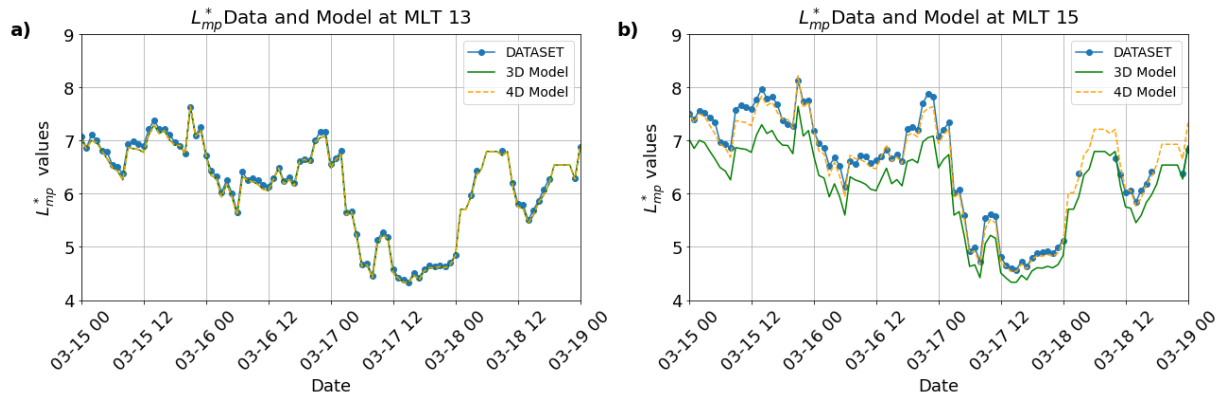 a)
L*mp Data and Model at MLT 13
L*mp values
9
8
7
6
5
4
DATASET
3D Model
4D Model
03-15 00
03-15 12
03-16 00
03-16 12
03-17 00
03-17 12
03-18 00
03-18 12
03-19 00
Date
b)
L*mp Data and Model at MLT 15
L*mp values
9
8
7
6
5
4
DATASET
3D Model
4D Model
03-15 00
03-15 12
03-16 00
03-16 12
03-17 00
03-17 12
03-18 00
03-18 12
03-19 00
Date